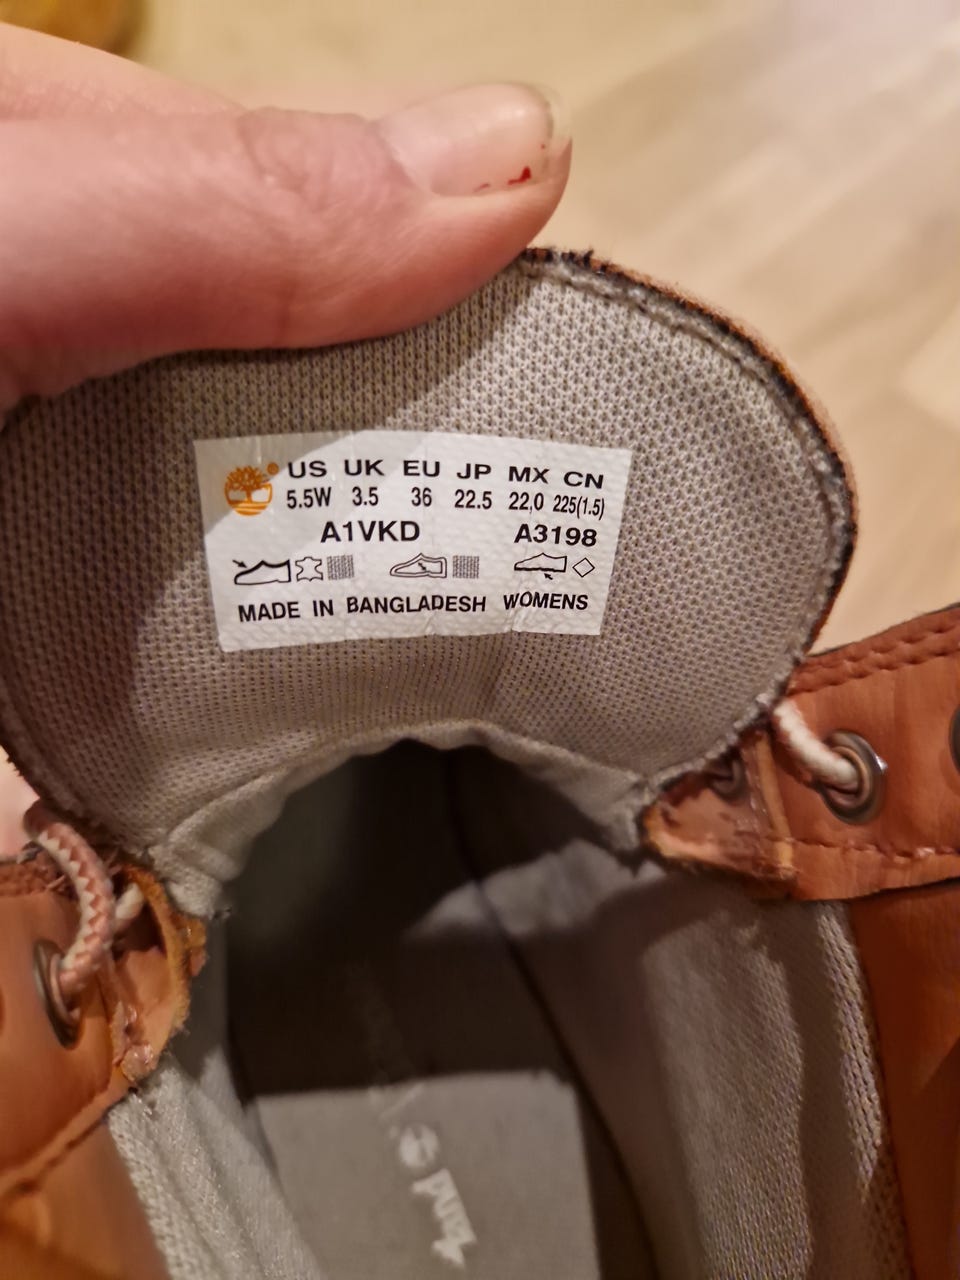 US UK EU JP MX CN
5.5W 3.5 36 22.5 22,0 225(1.5)
A1VKD A3198
MADE IN BANGLADESH WOMENS